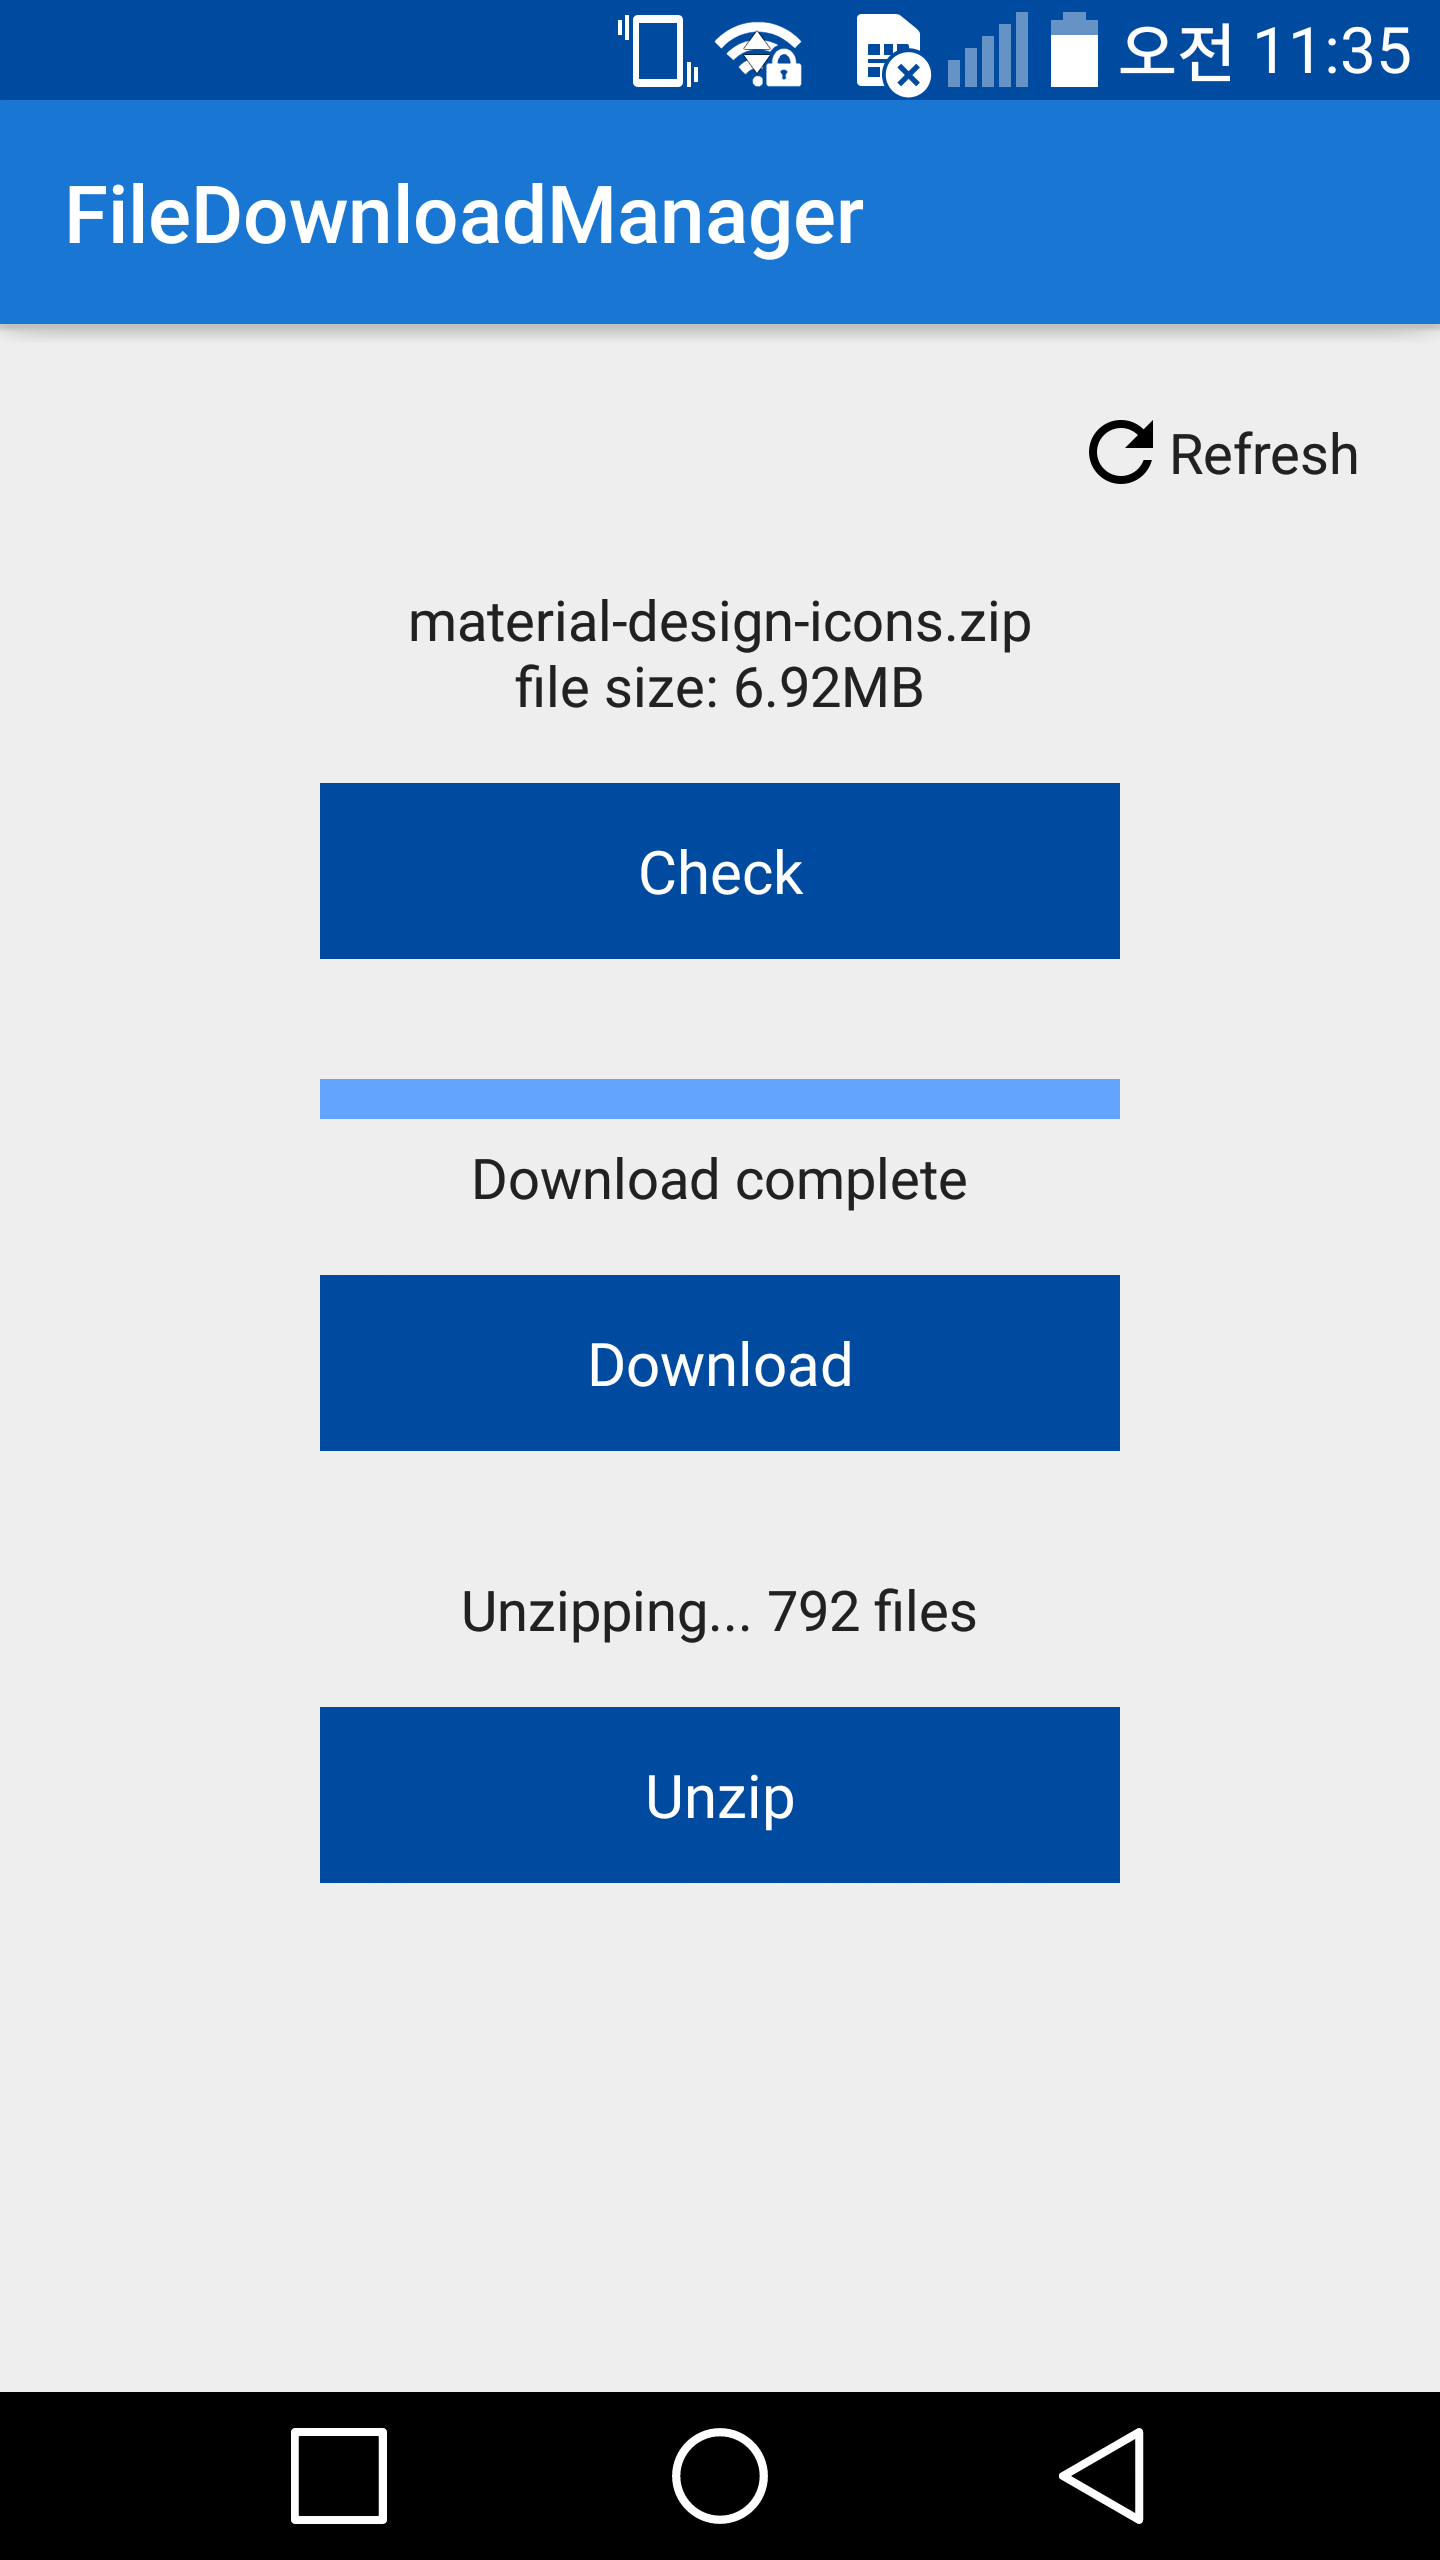 오전 11:35
FileDownloadManager
Refresh
material-design-icons.zip
file size: 6.92MB
Check
Download complete
Download
Unzipping... 792 files
Unzip